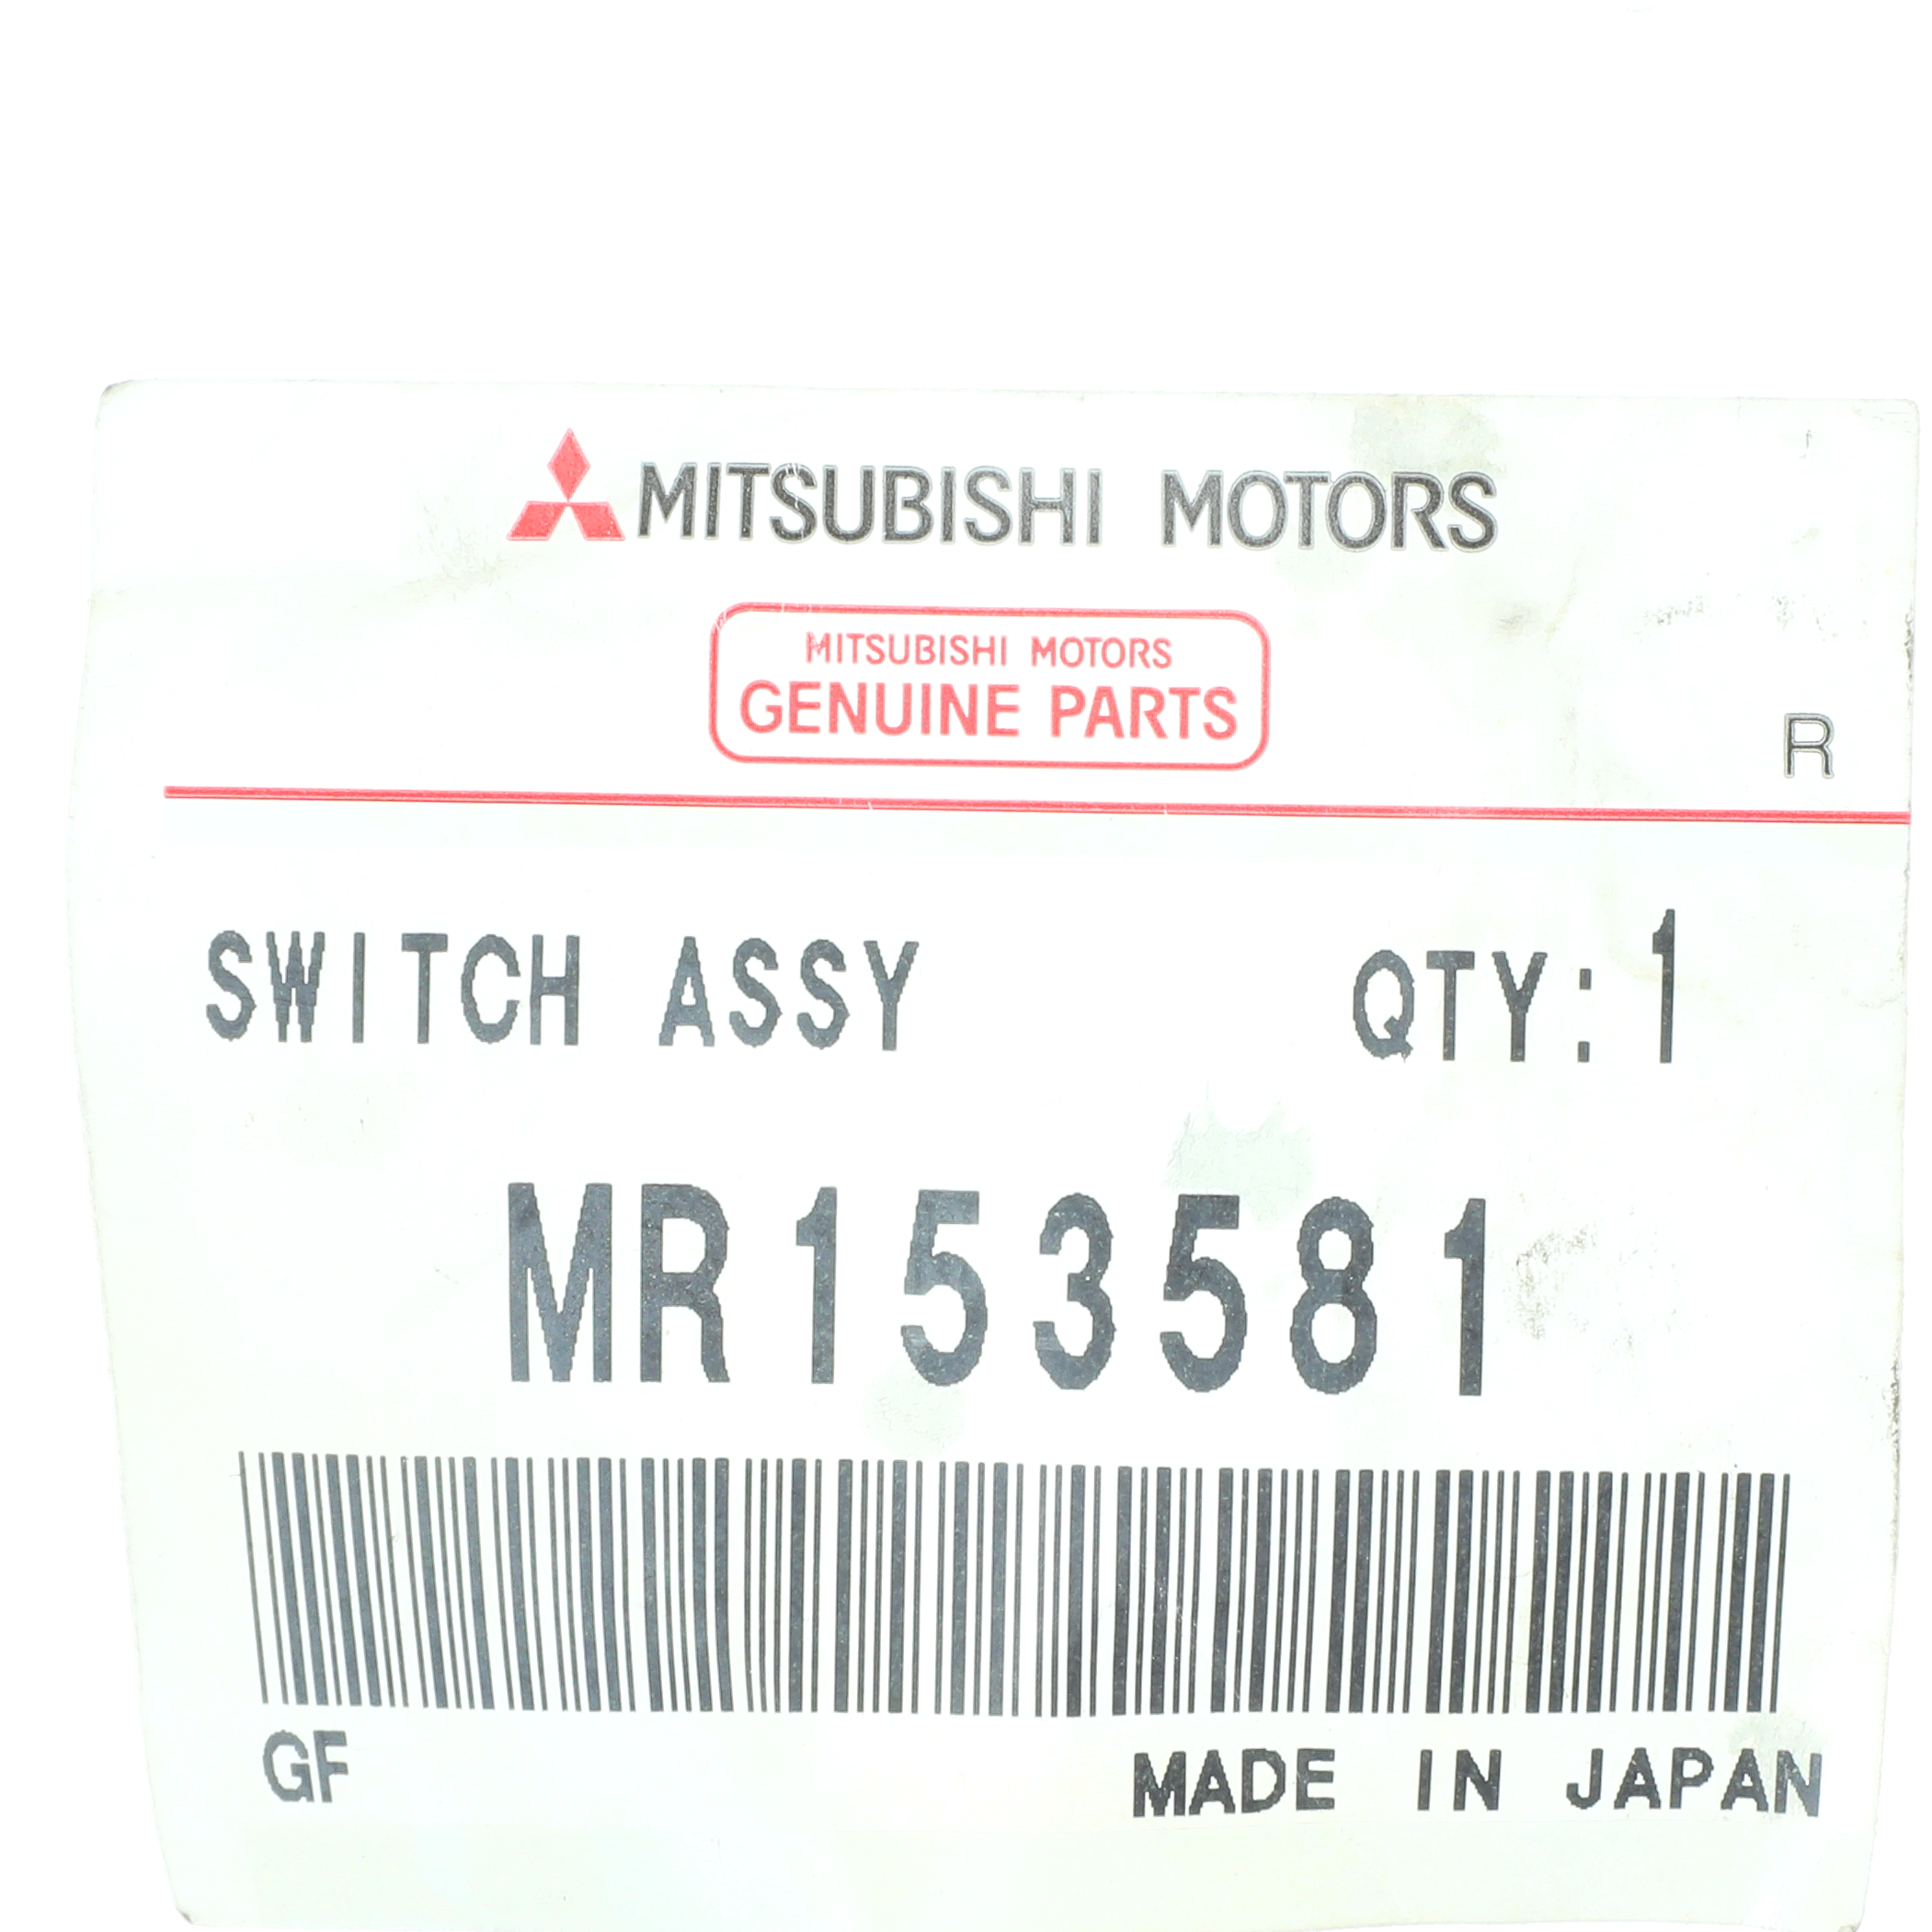 MITSUBISHI MOTORS
MITSUBISHI MOTORS
GENUINE PARTS
R
SWITCH ASSY QTY:1
MR153581
GF MADE IN JAPAN